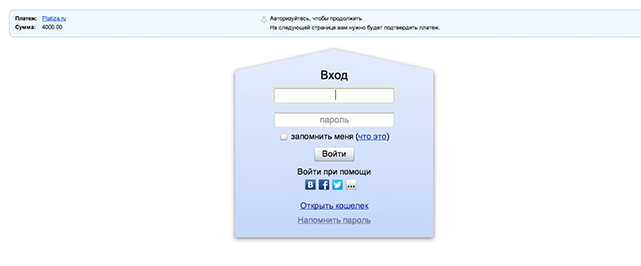 Платеж: Platiza.ru
Сумма: 4000.00
Авторизуйтесь, чтобы продолжить.
На следующей странице вам нужно будет подтвердить платеж.
Вход
пароль
запомнить меня (что это)
Войти
Войти при помощи
Открыть кошелек
Напомнить пароль